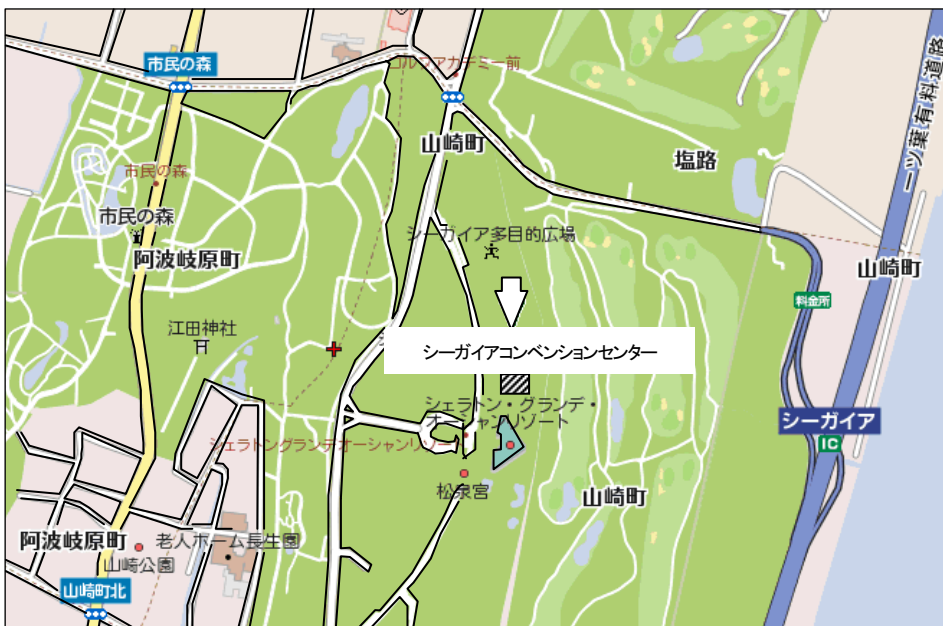 市民の森
ゴルフアカデミー前
一ツ葉有料道路
山崎町
塩路
市民の森
市民の森
シーガイア多目的広場
阿波岐原町
山崎町
料金所
江田神社
シーガイアコンベンションセンター
シェラトン・グランデ・
オーシャンリゾート
シーガイア
IC
シェラトングランデオーシャンリゾート
松泉宮
山崎町
阿波岐原町
老人ホーム長生園
山崎公園
山崎町北